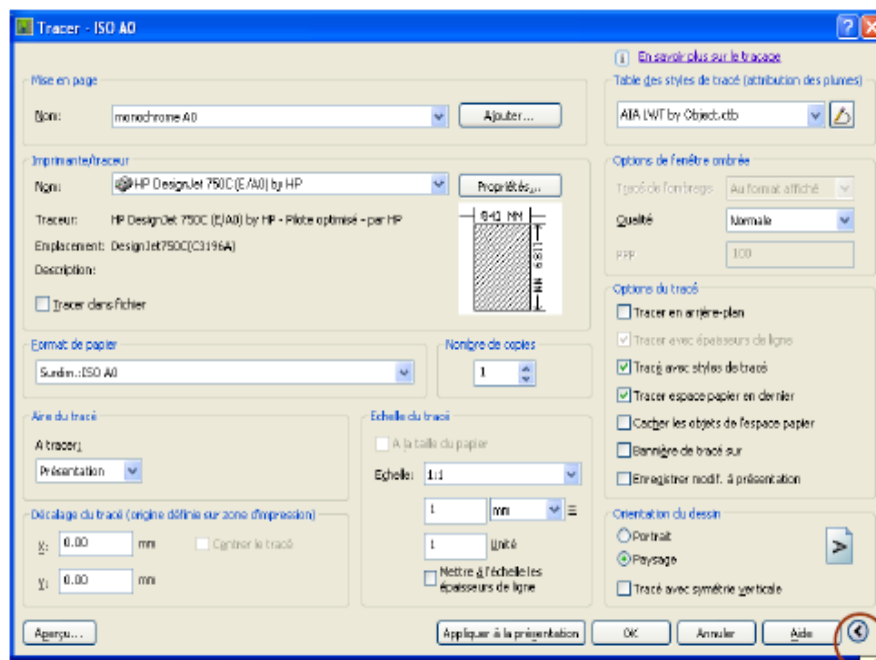 Tracer - ISO A0
En savoir plus sur le traçage
Mise en page
Nom:
monochrome A0
Ajouter...
Table des styles de tracé (attribution des plumes)
AIA LWT by Object.ctb
Imprimante/traceur
Nom:
HP DesignJet 750C (E/A0) by HP
Propriétés...
Traceur:
HP DesignJet 750C (E/A0) by HP - Pilote optimisé - par HP
Emplacement:
DesignJet750C(C3196A)
Description:
Tracer dans fichier
841 MM
1189 MM
Options de fenêtre ombrée
Tracé de l'ombrage
Au format affiché
Qualité
Normale
PPP
100
Format de papier
Surdim.:ISO A0
Nombre de copies
1
Options du tracé
Tracer en arrière-plan
Tracer avec épaisseurs de ligne
Tracé avec styles de tracé
Tracer espace papier en dernier
Cacher les objets de l'espace papier
Bannière de tracé sur
Enregistrer modif. à présentation
Aire du tracé
A tracer:
Présentation
Echelle du tracé
A la taille du papier
Echelle:
1:1
1
mm
=
1
Unité
Mettre à l'échelle les
épaisseurs de ligne
Décalage du tracé (origine définie sur zone d'impression)
X:
0.00
mm
Centrer le tracé
Y:
0.00
mm
Orientation du dessin
Portrait
Paysage
Tracé avec symétrie verticale
A
Aperçu...
Appliquer à la présentation
OK
Annuler
Aide